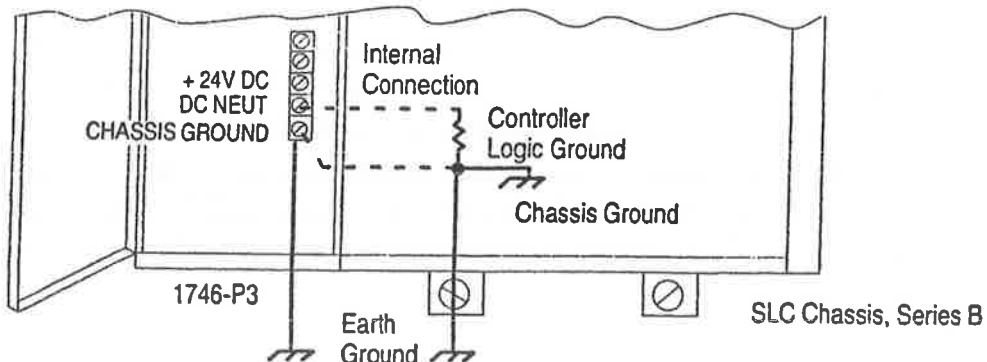 + 24V DC
DC NEUT
CHASSIS GROUND
Internal
Connection
Controller
Logic Ground
Chassis Ground
1746-P3
Earth
Ground
SLC Chassis, Series B